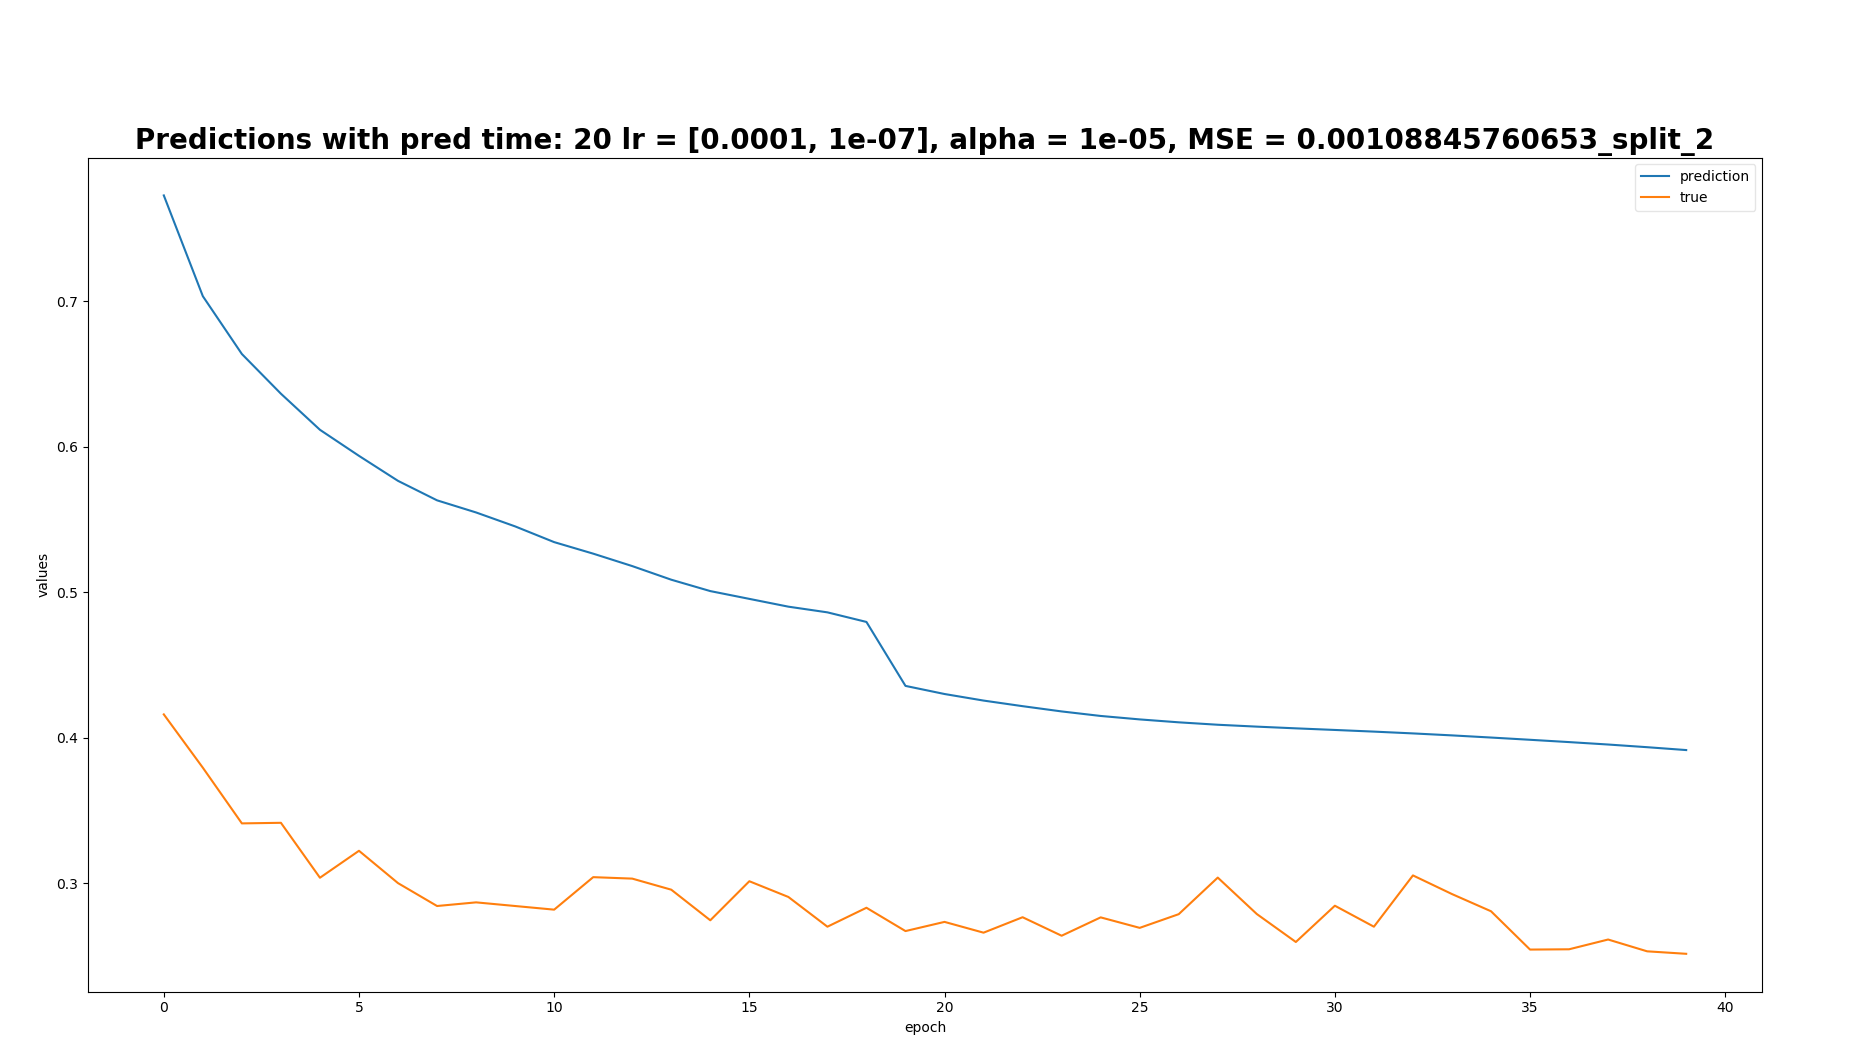 Predictions with pred time: 20 lr = [0.0001, 1e-07], alpha = 1e-05, MSE = 0.00108845760653_split_2
prediction
true
values
0.7
0.6
0.5
0.4
0.3
0 5 10 15 20 25 30 35 40
epoch